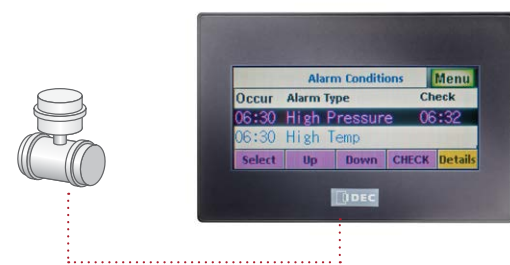 Alarm Conditions Menu
Occur Alarm Type Check
06:30 High Pressure 06:32
06:30 High Temp
Select Up Down CHECK Details
IDEC